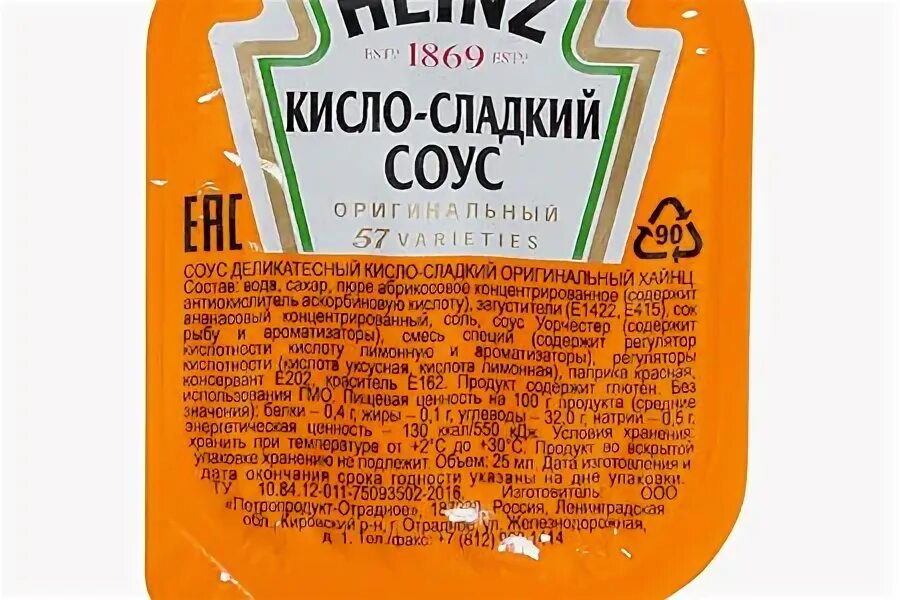 HEINZ
ESTD 1869 ESTD
КИСЛО-СЛАДКИЙ
СОУС
ОРИГИНАЛЬНЫЙ
57 VARIETIES
EAC
90
СОУС ДЕЛИКАТЕСНЫЙ КИСЛО-СЛАДКИЙ ОРИГИНАЛЬНЫЙ ХАЙНЦ
Состав: вода, сахар, пюре абрикосовое концентрированное (содержит
антиокислитель аскорбиновую кислоту), загустители (Е1422, Е415), сок
ананасовый концентрированный, соль, соус Уорчестер (содержит
рыбу и ароматизаторы), смесь специй (содержит регулятор
кислотности кислоту лимонную и ароматизаторы), регуляторы
кислотности (кислота уксусная, кислота лимонная), паприка красная,
консервант Е202, краситель Е162. Продукт содержит глютен. Без
использования ГМО. Пищевая ценность на 100 г продукта (средние
значения): белки – 0,4 г, жиры – 0,1 г, углеводы – 32,0 г, натрий – 0,5 г,
энергетическая ценность – 130 ккал/550 кДж. Условия хранения:
хранить при температуре от +2°С до +30°С. Продукт во вскрытой
упаковке хранению не подлежит. Объем: 25 мл. Дата изготовления и
дата окончания срока годности указаны на дне упаковки.
ТУ 10.84.12-011-75093502-2016. Изготовитель: ООО
«Петропродукт-Отрадное», Россия, Ленинградская
обл., Кировский р-н, г. Отрадное, ул. Железнодорожная,
д. 1. Тел./факс: +7 (812)